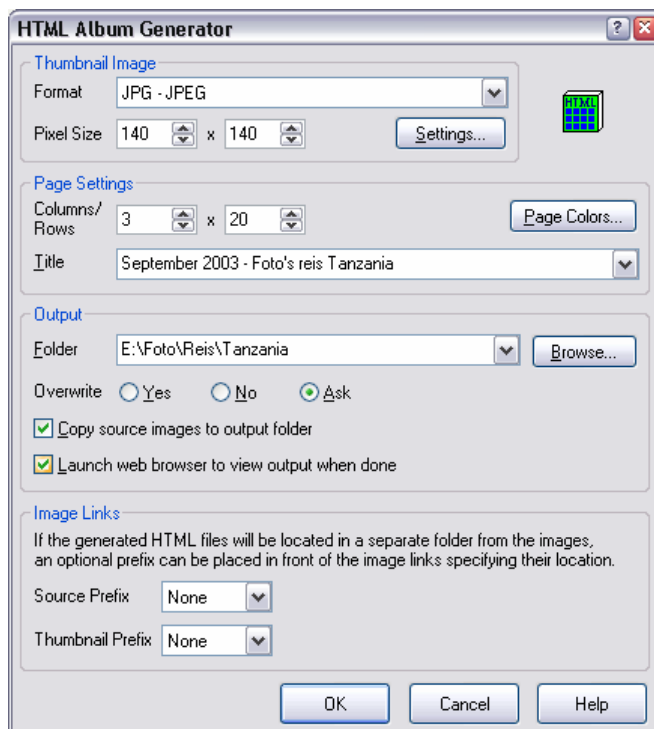 HTML Album Generator
Thumbnail Image
Format JPG - JPEG
HTML
Pixel Size 140 x 140 Settings...
Page Settings
Columns/
Rows 3 x 20 Page Colors...
Title September 2003 - Foto's reis Tanzania
Output
Folder E:\Foto\Reis\Tanzania Browse...
Overwrite Yes No Ask
Copy source images to output folder
Launch web browser to view output when done
Image Links
If the generated HTML files will be located in a separate folder from the images,
an optional prefix can be placed in front of the image links specifying their location.
Source Prefix None
Thumbnail Prefix None
OK Cancel Help